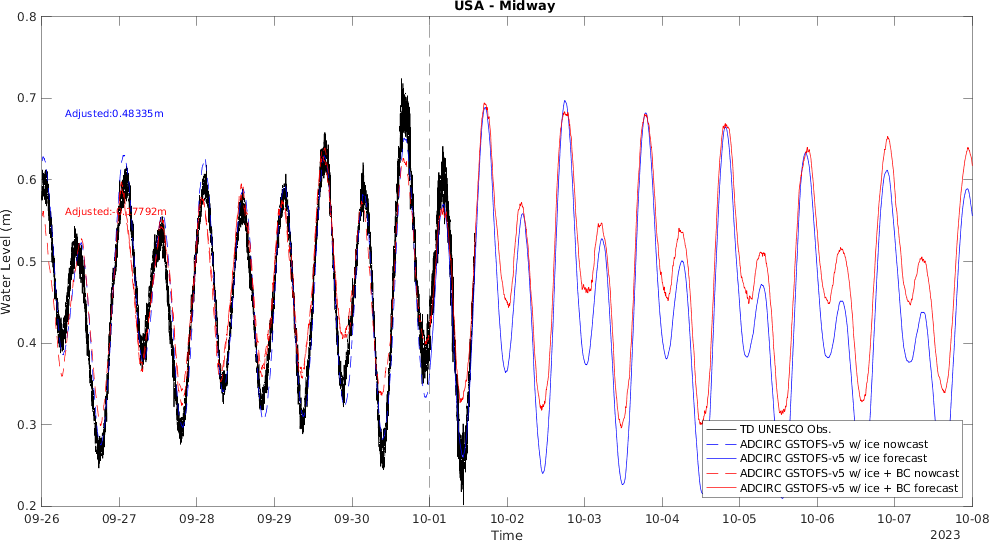 USA - Midway
0.8
0.7
0.6
0.5
0.4
0.3
0.2
Water Level (m)
Adjusted:0.48335m
09-26
09-27
09-28
09-29
09-30
10-01
10-02
10-03
10-04
10-05
10-06
10-07
10-08
Time
2023
TD UNESCO Obs.
ADCIRC GSTOFS-v5 w/ ice nowcast
ADCIRC GSTOFS-v5 w/ ice forecast
ADCIRC GSTOFS-v5 w/ ice + BC nowcast
ADCIRC GSTOFS-v5 w/ ice + BC forecast